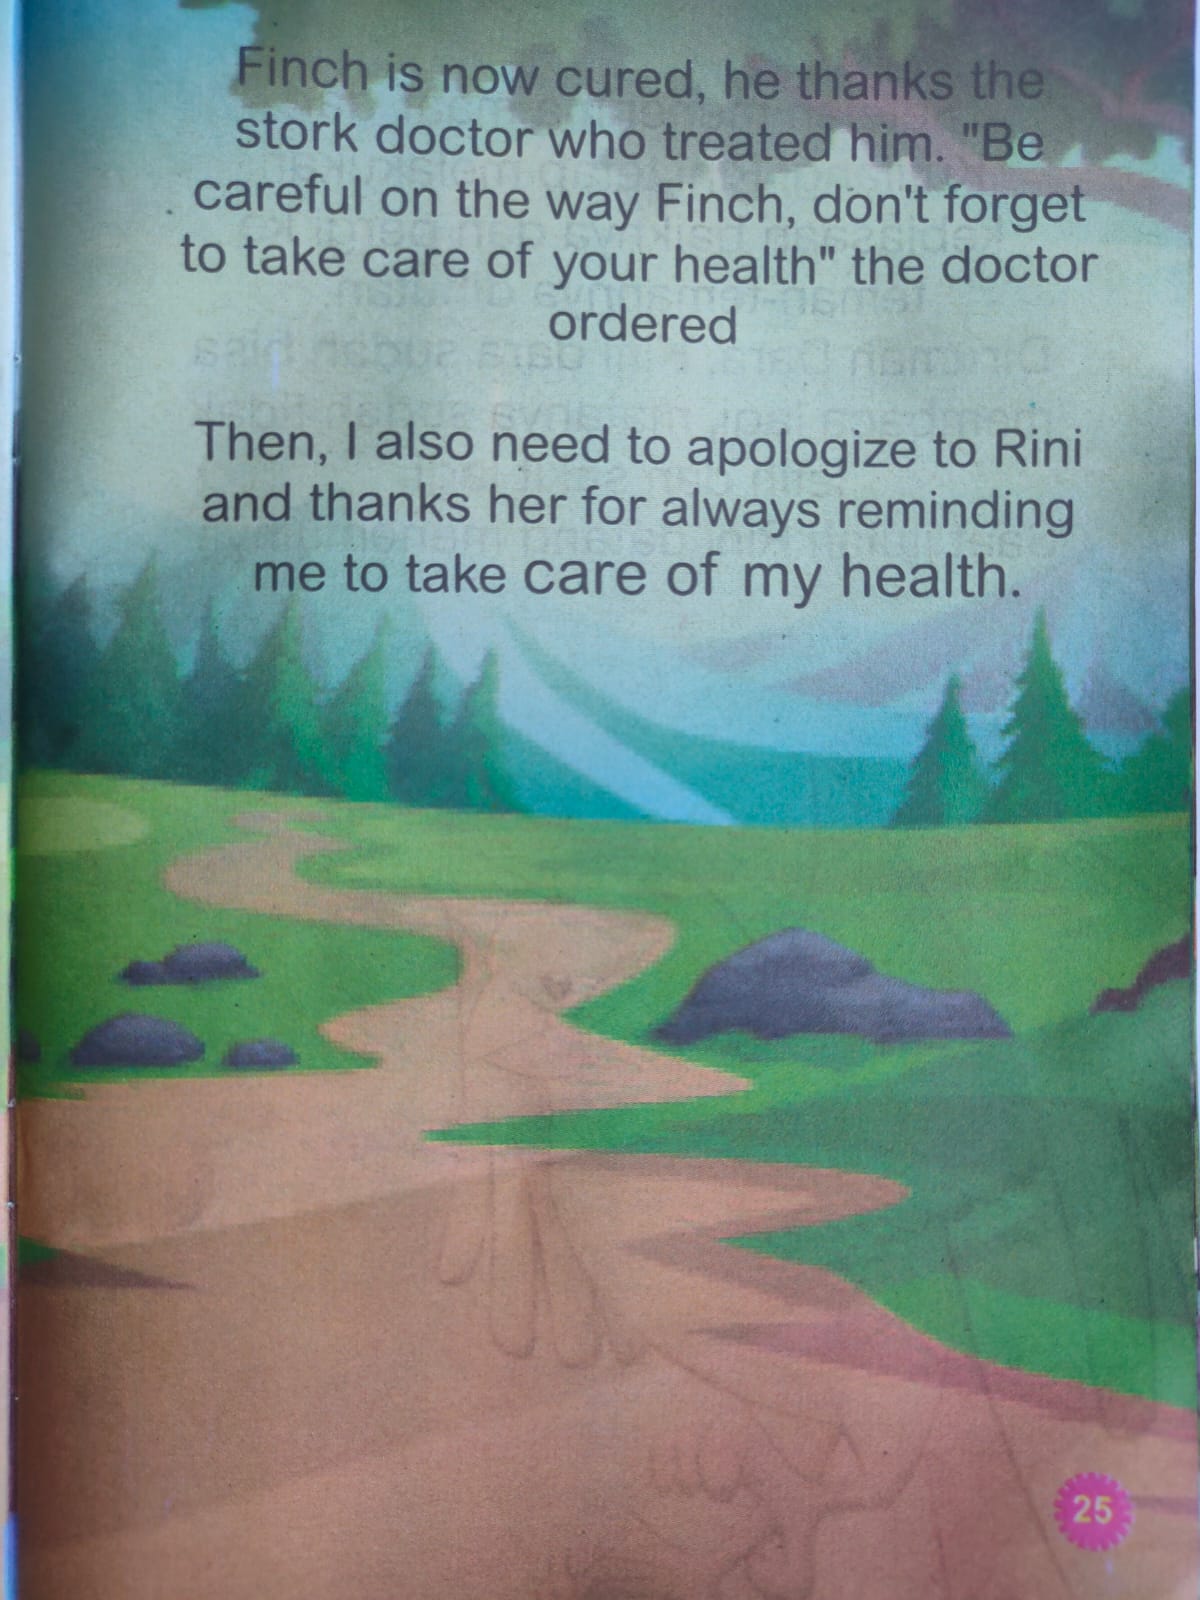 Finch is now cured, he thanks the
stork doctor who treated him. "Be
careful on the way Finch, don't forget
to take care of your health" the doctor
ordered
Then, I also need to apologize to Rini
and thanks her for always reminding
me to take care of my health.
25